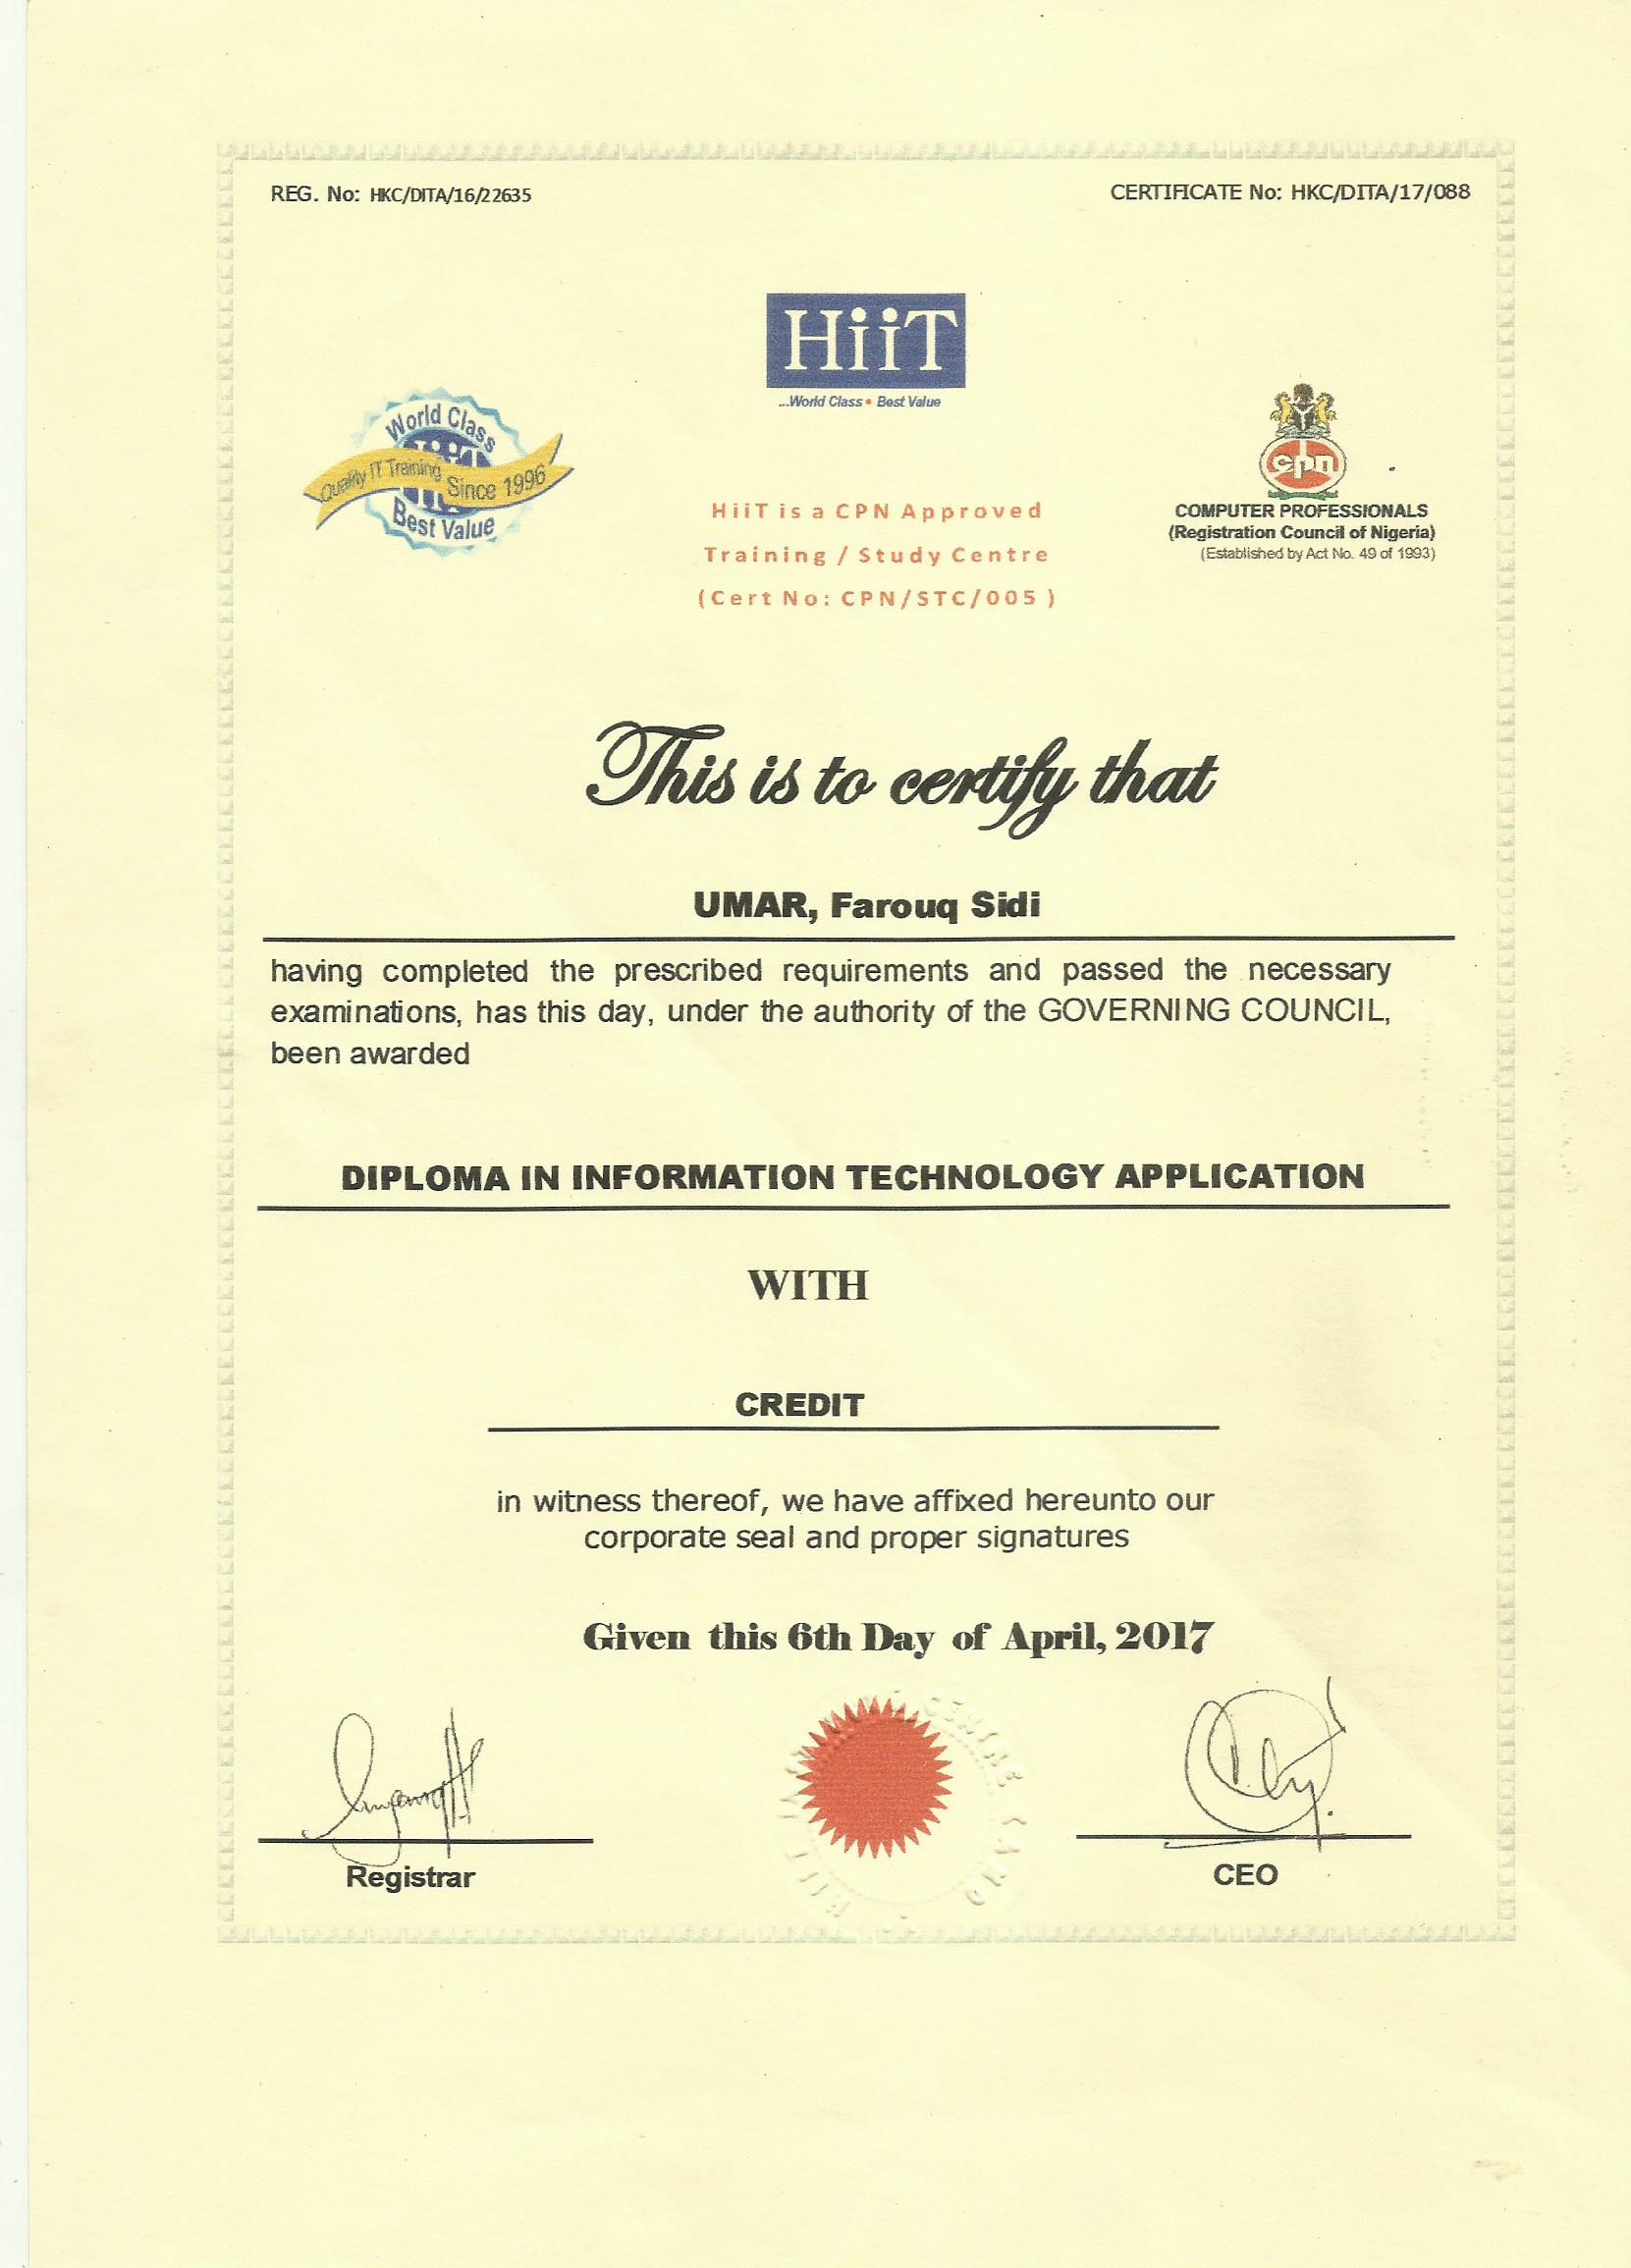 REG. No: HKC/DITA/16/22635
CERTIFICATE No: HKC/DITA/17/088
HiiT
...World Class • Best Value
World Class
HiiT
Quality IT Training Since 1996
Best Value
HiiT is a CPN Approved
Training / Study Centre
(Cert No: CPN/STC/005 )
cpn
COMPUTER PROFESSIONALS
(Registration Council of Nigeria)
(Established by Act No. 49 of 1993)
This is to certify that
UMAR, Farouq Sidi
having completed the prescribed requirements and passed the necessary
examinations, has this day, under the authority of the GOVERNING COUNCIL,
been awarded
DIPLOMA IN INFORMATION TECHNOLOGY APPLICATION
WITH
CREDIT
in witness thereof, we have affixed hereunto our
corporate seal and proper signatures
Given this 6th Day of April, 2017
Registrar
CEO